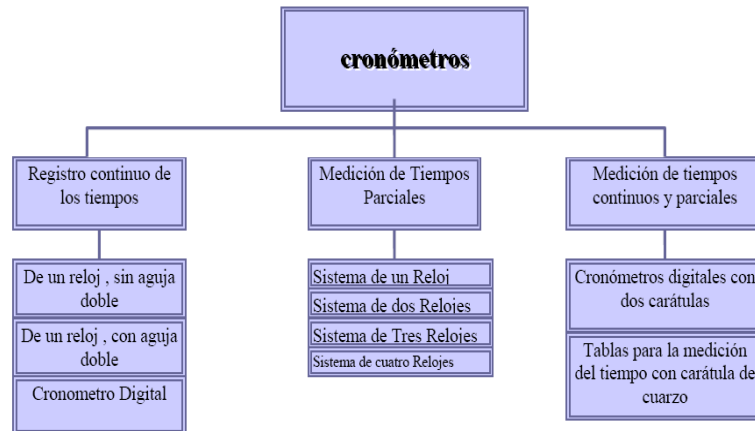 cronómetros
Registro continuo de
los tiempos
De un reloj , sin aguja
doble
De un reloj , con aguja
doble
Cronometro Digital
Medición de Tiempos
Parciales
Sistema de un Reloj
Sistema de dos Relojes
Sistema de Tres Relojes
Sistema de cuatro Relojes
Medición de tiempos
continuos y parciales
Cronómetros digitales con
dos carátulas
Tablas para la medición
del tiempo con carátula de
cuarzo